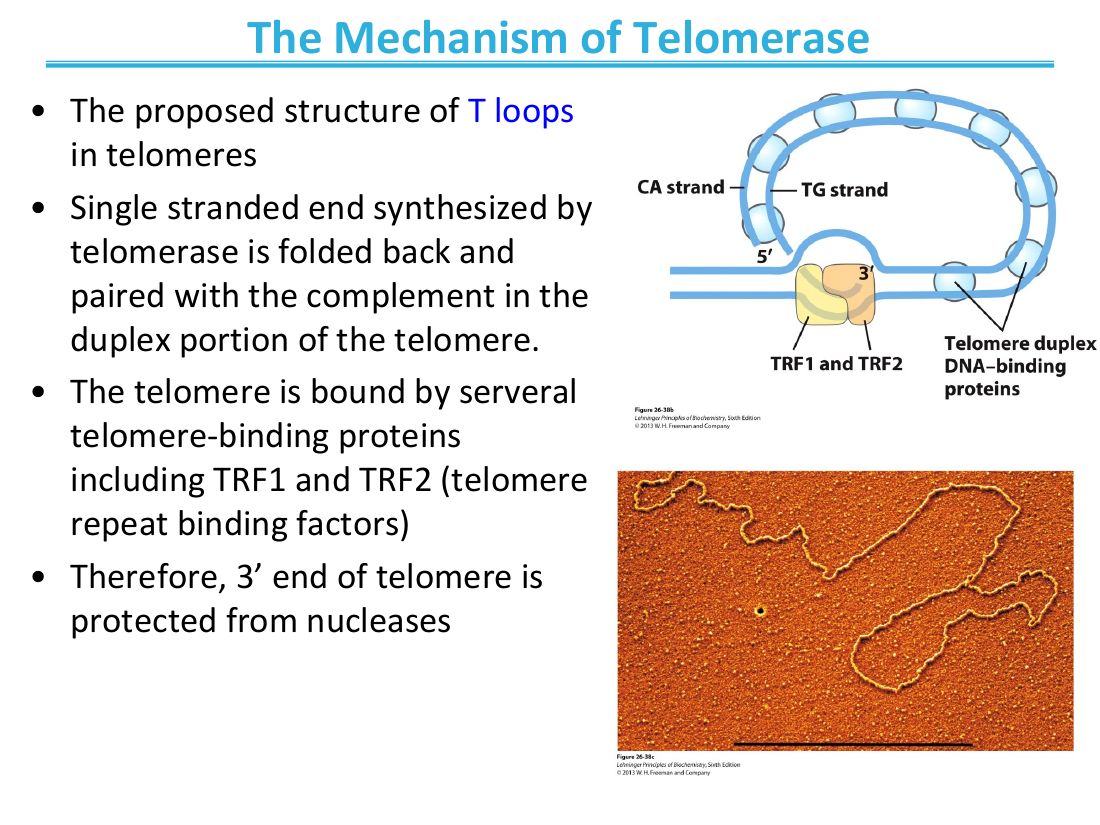 The Mechanism of Telomerase
• The proposed structure of T loops
in telomeres
• Single stranded end synthesized by
telomerase is folded back and
paired with the complement in the
duplex portion of the telomere.
• The telomere is bound by serveral
telomere-binding proteins
including TRF1 and TRF2 (telomere
repeat binding factors)
• Therefore, 3’ end of telomere is
protected from nucleases
CA strand
TG strand
5′
3′
TRF1 and TRF2
Telomere duplex
DNA–binding
proteins
Figure 26-38b
Lehninger Principles of Biochemistry, Sixth Edition
© 2013 W. H. Freeman and Company
Figure 26-38c
Lehninger Principles of Biochemistry, Sixth Edition
© 2013 W. H. Freeman and Company